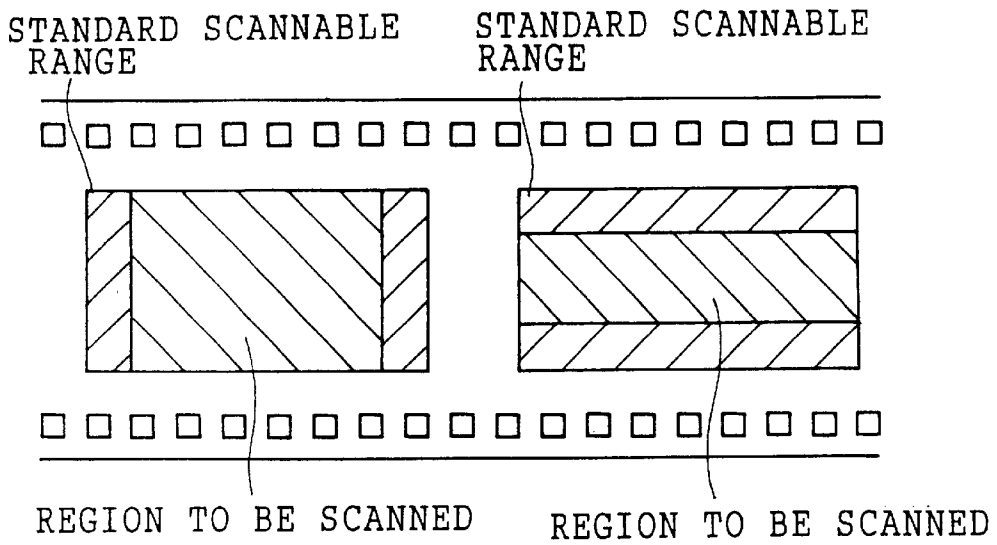 STANDARD SCANNABLE
RANGE
STANDARD SCANNABLE
RANGE
REGION TO BE SCANNED
REGION TO BE SCANNED